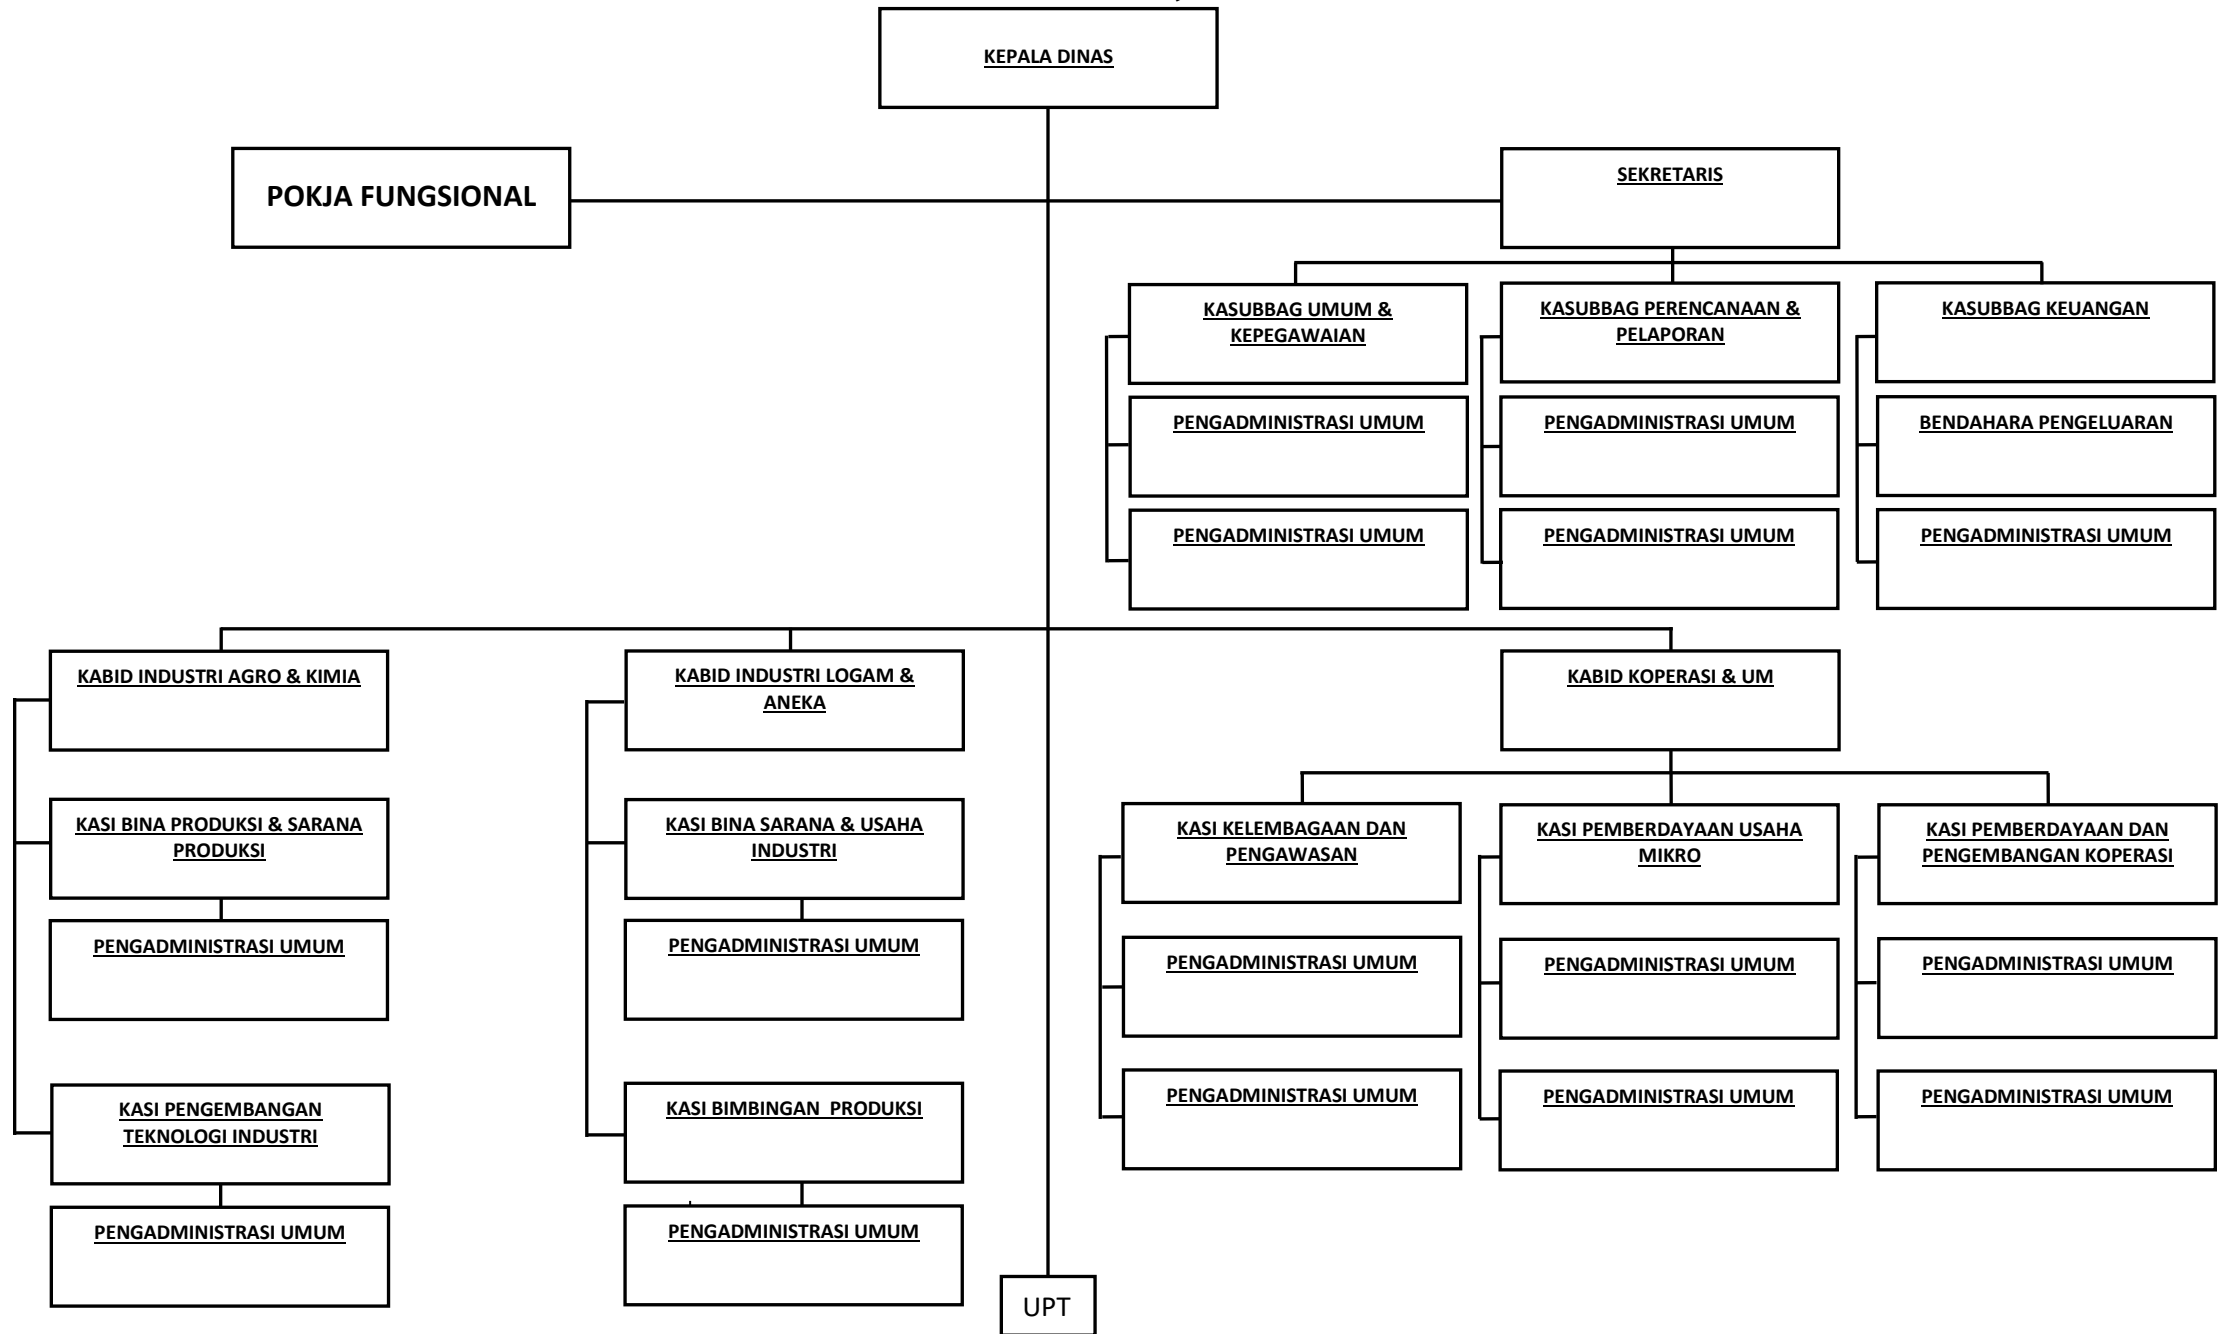 KEPALA DINAS
POKJA FUNGSIONAL
SEKRETARIS
KASUBBAG UMUM &
KEPEGAWAIAN
KASUBBAG PERENCANAAN &
PELAPORAN
KASUBBAG KEUANGAN
PENGADMINISTRASI UMUM
PENGADMINISTRASI UMUM
BENDAHARA PENGELUARAN
PENGADMINISTRASI UMUM
PENGADMINISTRASI UMUM
PENGADMINISTRASI UMUM
KABID INDUSTRI AGRO & KIMIA
KABID INDUSTRI LOGAM &
ANEKA
KABID KOPERASI & UM
KASI BINA PRODUKSI & SARANA
PRODUKSI
KASI BINA SARANA & USAHA
INDUSTRI
KASI KELEMBAGAAN DAN
PENGAWASAN
KASI PEMBERDAYAAN USAHA
MIKRO
KASI PEMBERDAYAAN DAN
PENGEMBANGAN KOPERASI
PENGADMINISTRASI UMUM
PENGADMINISTRASI UMUM
PENGADMINISTRASI UMUM
PENGADMINISTRASI UMUM
PENGADMINISTRASI UMUM
KASI PENGEMBANGAN
TEKNOLOGI INDUSTRI
KASI BIMBINGAN  PRODUKSI
PENGADMINISTRASI UMUM
PENGADMINISTRASI UMUM
PENGADMINISTRASI UMUM
PENGADMINISTRASI UMUM
PENGADMINISTRASI UMUM
UPT